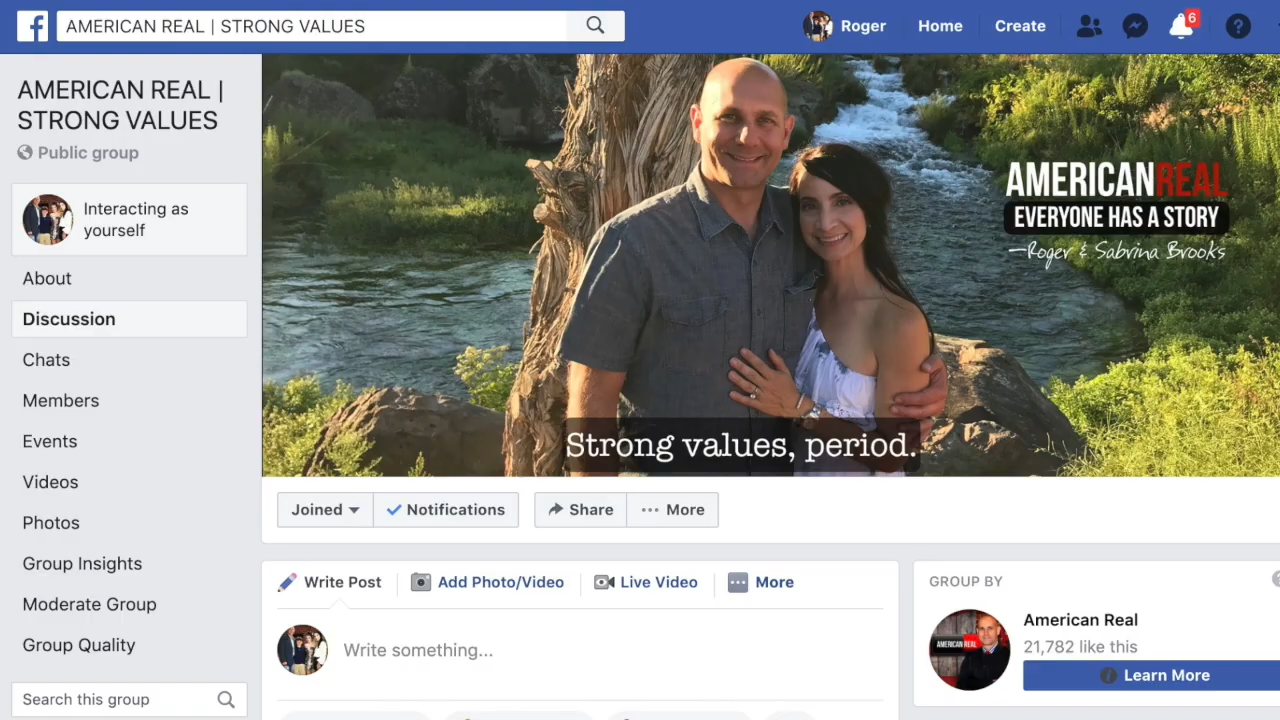 AMERICAN REAL | STRONG VALUES
Roger
Home
Create
6
?
AMERICAN REAL |
STRONG VALUES
Public group
Interacting as
yourself
About
Discussion
Chats
Members
Events
Videos
Photos
Group Insights
Moderate Group
Group Quality
Search this group
AMERICANREAL
EVERYONE HAS A STORY
—Roger & Sabrina Brooks
Strong values, period.
Joined
Notifications
Share
More
Write Post
Add Photo/Video
Live Video
More
Write something...
GROUP BY
American Real
21,782 like this
AMERICAN REAL
Learn More